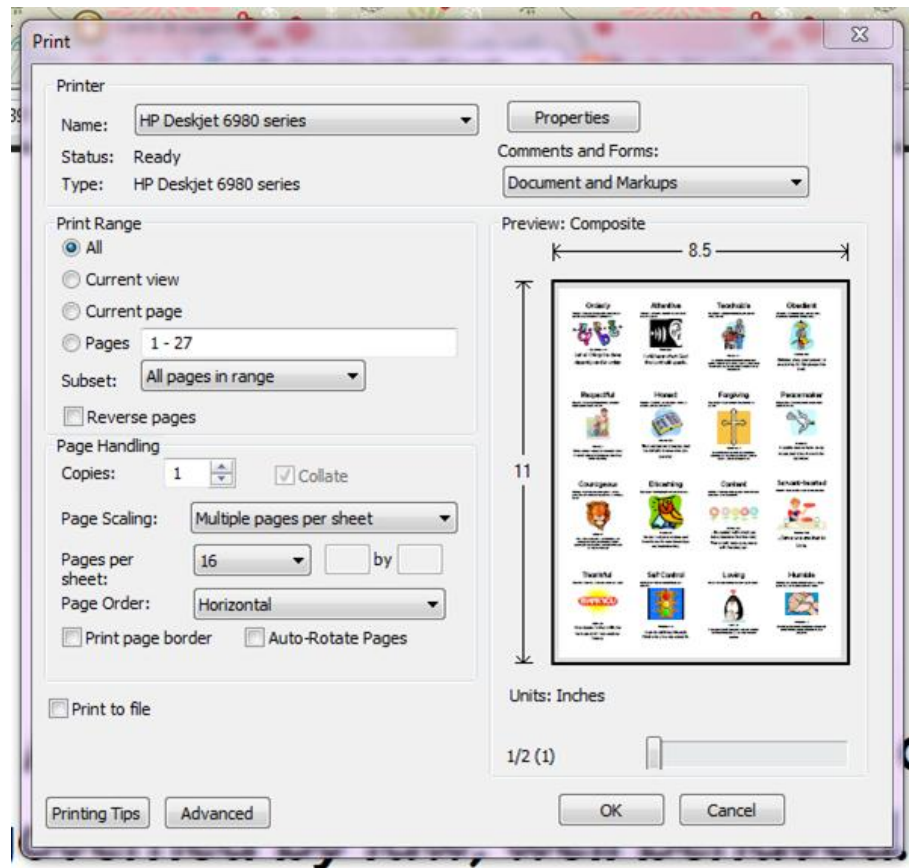 Print
Printer
Name: HP Deskjet 6980 series
Properties
Status: Ready
Comments and Forms:
Type: HP Deskjet 6980 series
Document and Markups
Print Range
All
Current view
Current page
Pages 1 - 27
Subset: All pages in range
Reverse pages
Page Handling
Copies: 1
Collate
Page Scaling: Multiple pages per sheet
Pages per
sheet:
16
by
Page Order: Horizontal
Print page border
Auto-Rotate Pages
Print to file
Preview: Composite
8.5
11
Orderly Attentive Teachable Obedient
Respectful Honest Forgiving Peacemaker
Courageous Discerning Content Servant-hearted
Thankful Self Control Loving Humble
Units: Inches
1/2 (1)
Printing Tips
Advanced
OK
Cancel